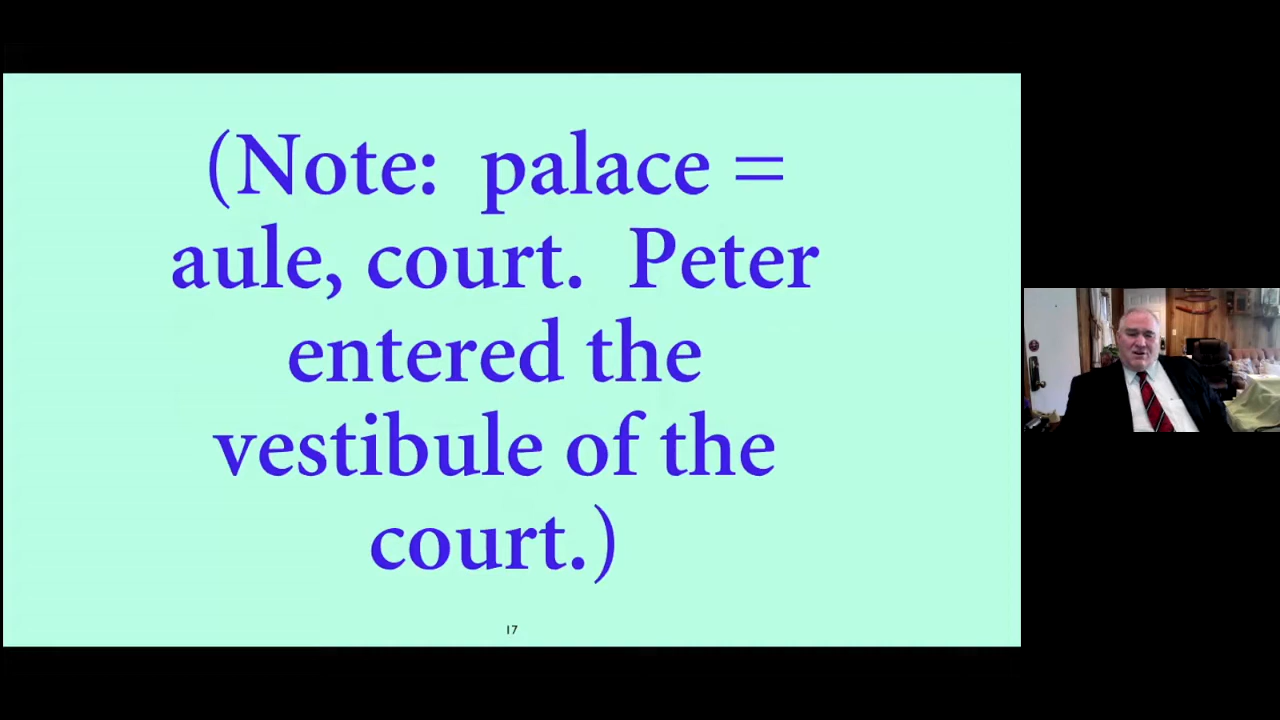 (Note:  palace =
aule, court.  Peter
entered the
vestibule of the
court.)
17